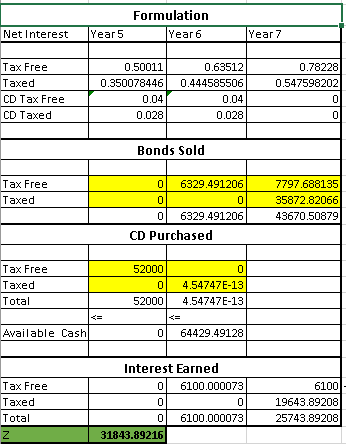 Formulation
Net Interest Year 5 Year 6 Year 7
Tax Free 0.50011 0.63512 0.78228
Taxed 0.350078446 0.444585506 0.547598202
CD Tax Free 0.04 0.04 0
CD Taxed 0.028 0.028 0
Bonds Sold
Tax Free 0 6329.491206 7797.688135
Taxed 0 0 35872.82066
0 6329.491206 43670.50879
CD Purchased
Tax Free 52000 0
Taxed 0 4.54747E-13
Total 52000 4.54747E-13
<= <=
Available Cash 0 64429.49128
Interest Earned
Tax Free 0 6100.000073 6100
Taxed 0 0 19643.89208
Total 0 6100.000073 25743.89208
Z 31843.89216